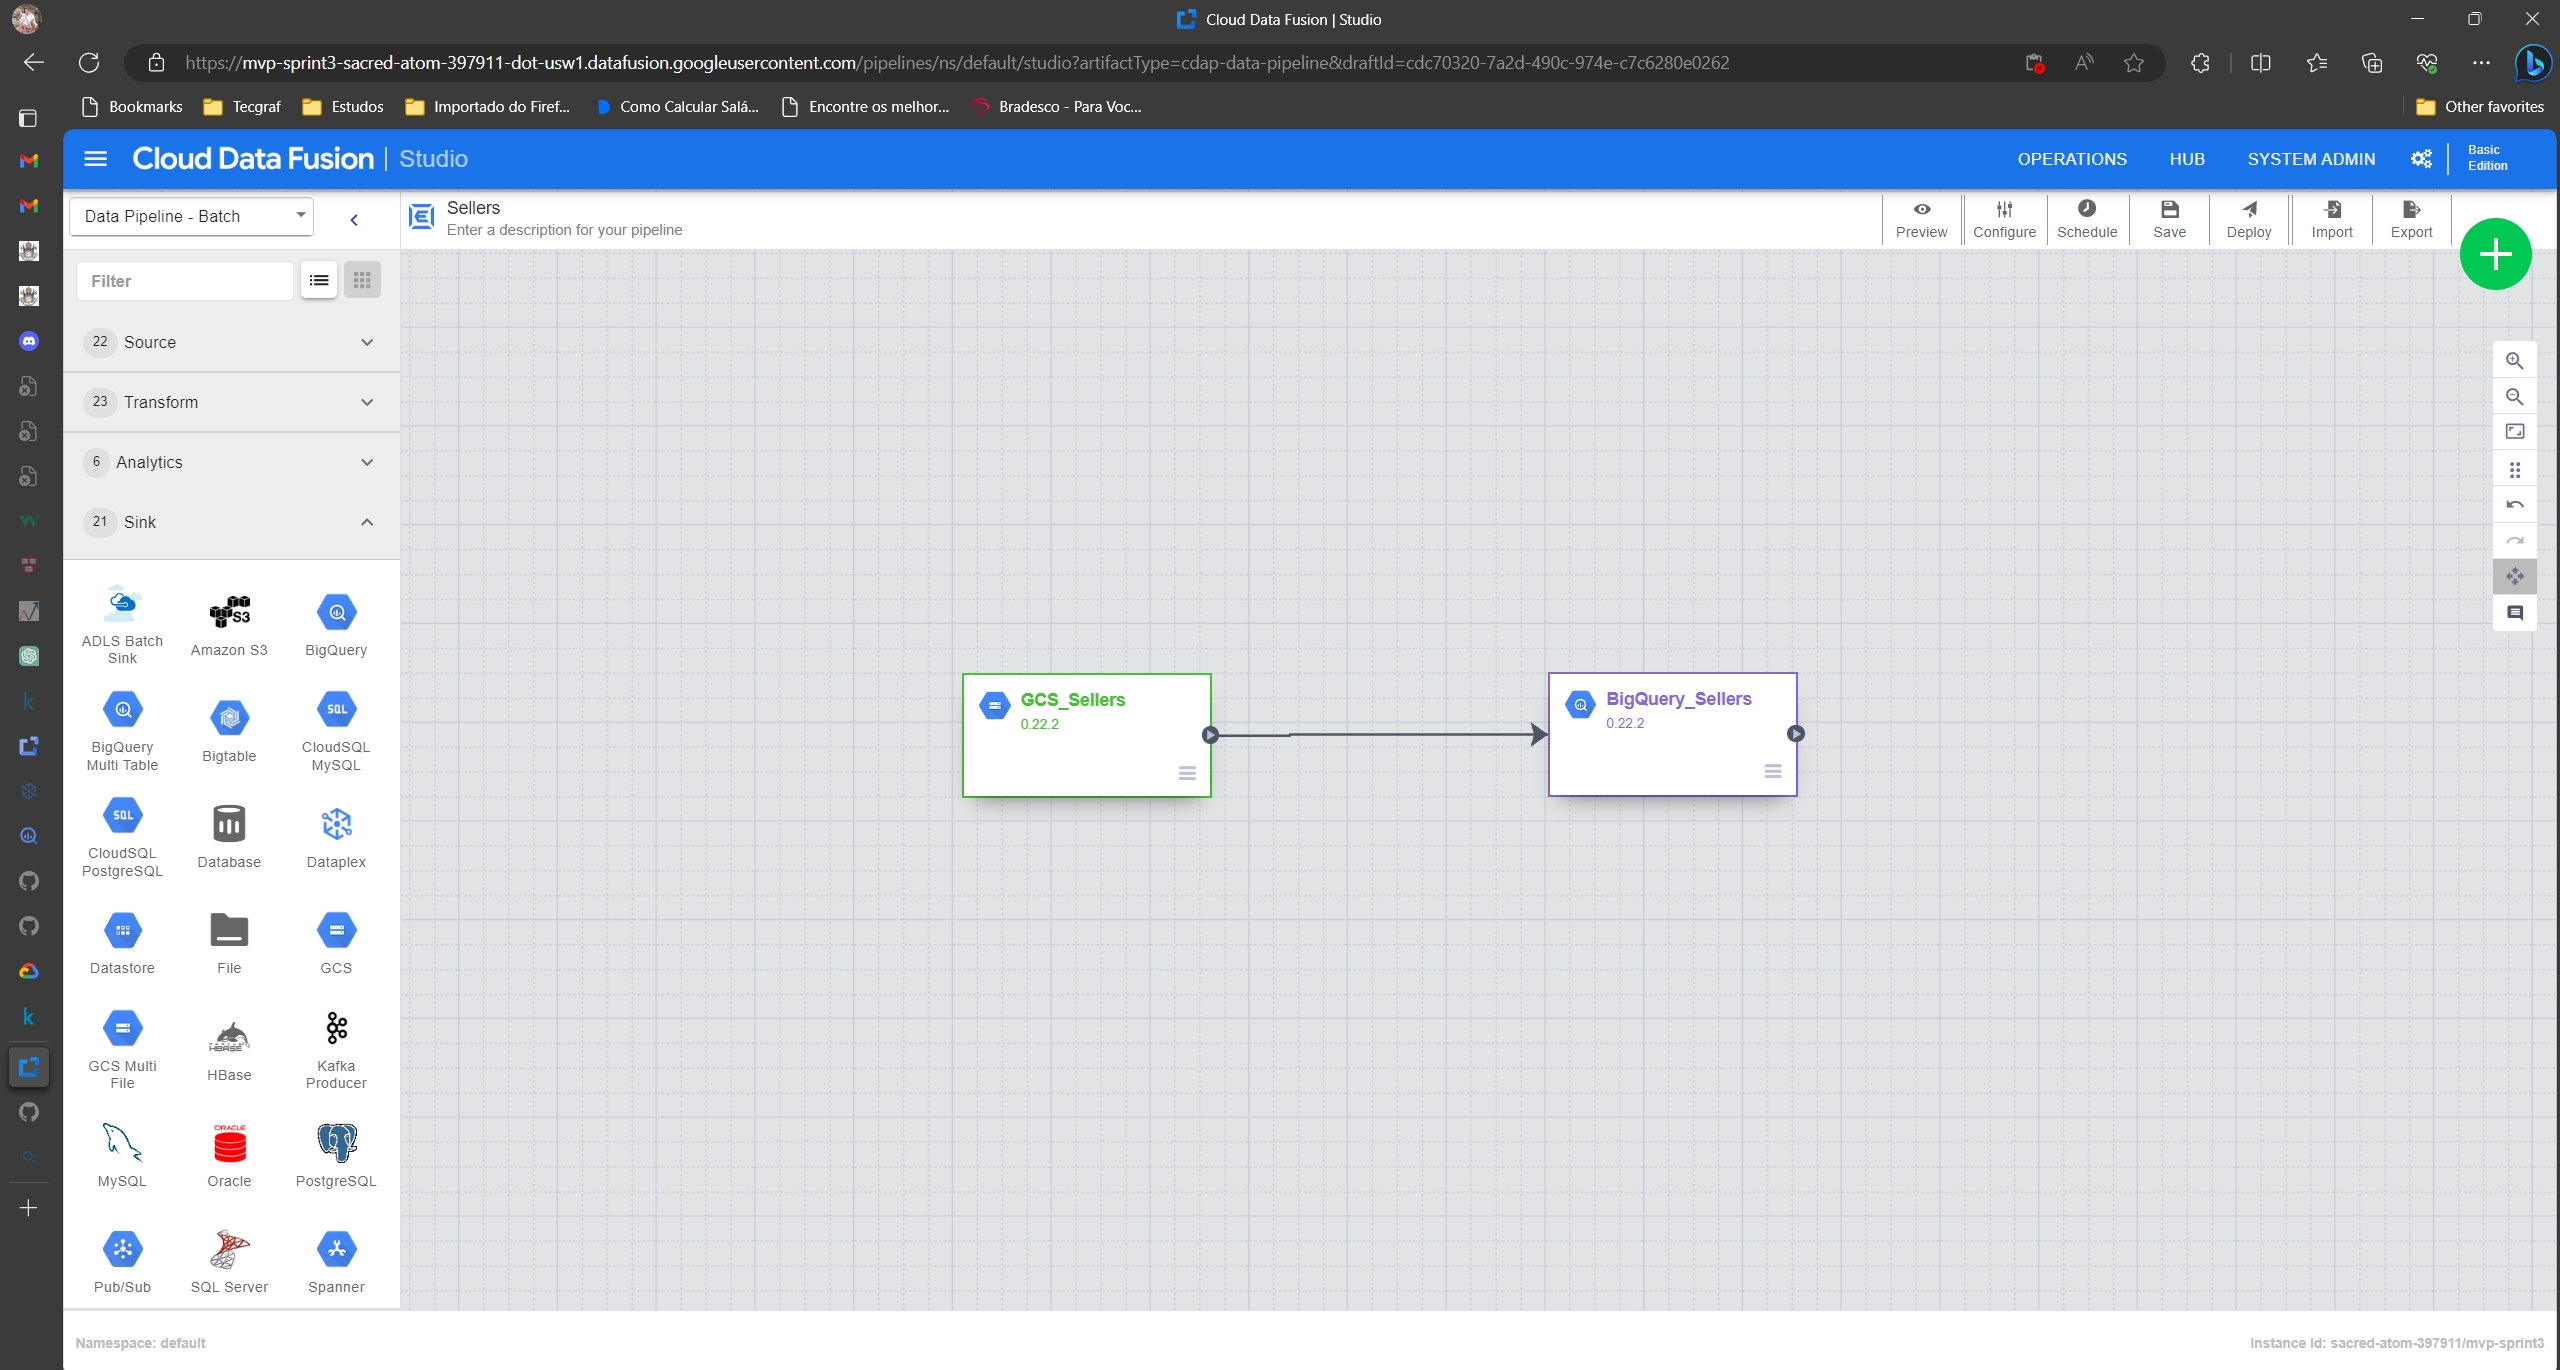 Cloud Data Fusion | Studio
https://mvp-sprint3-sacred-atom-397911-dot-usw1.datafusion.googleusercontent.com/pipelines/ns/default/studio?artifactType=cdap-data-pipeline&draftId=cdc70320-7a2d-490c-974e-c7c6280e0262
Bookmarks Tecgraf Estudos Importado do Firef... Como Calcular Salá... Encontre os melhor... Bradesco - Para Voc... Other favorites
Cloud Data Fusion | Studio OPERATIONS HUB SYSTEM ADMIN Basic Edition
Data Pipeline - Batch
Sellers
Enter a description for your pipeline
Preview Configure Schedule Save Deploy Import Export
Filter
22 Source
23 Transform
6 Analytics
21 Sink
ADLS Batch Sink
Amazon S3
BigQuery
BigQuery Multi Table
Bigtable
CloudSQL MySQL
CloudSQL PostgreSQL
Database
Dataplex
Datastore
File
GCS
GCS Multi File
HBase
Kafka Producer
MySQL
Oracle
PostgreSQL
Pub/Sub
SQL Server
Spanner
GCS_Sellers
0.22.2
BigQuery_Sellers
0.22.2
Namespace: default
Instance Id: sacred-atom-397911/mvp-sprint3